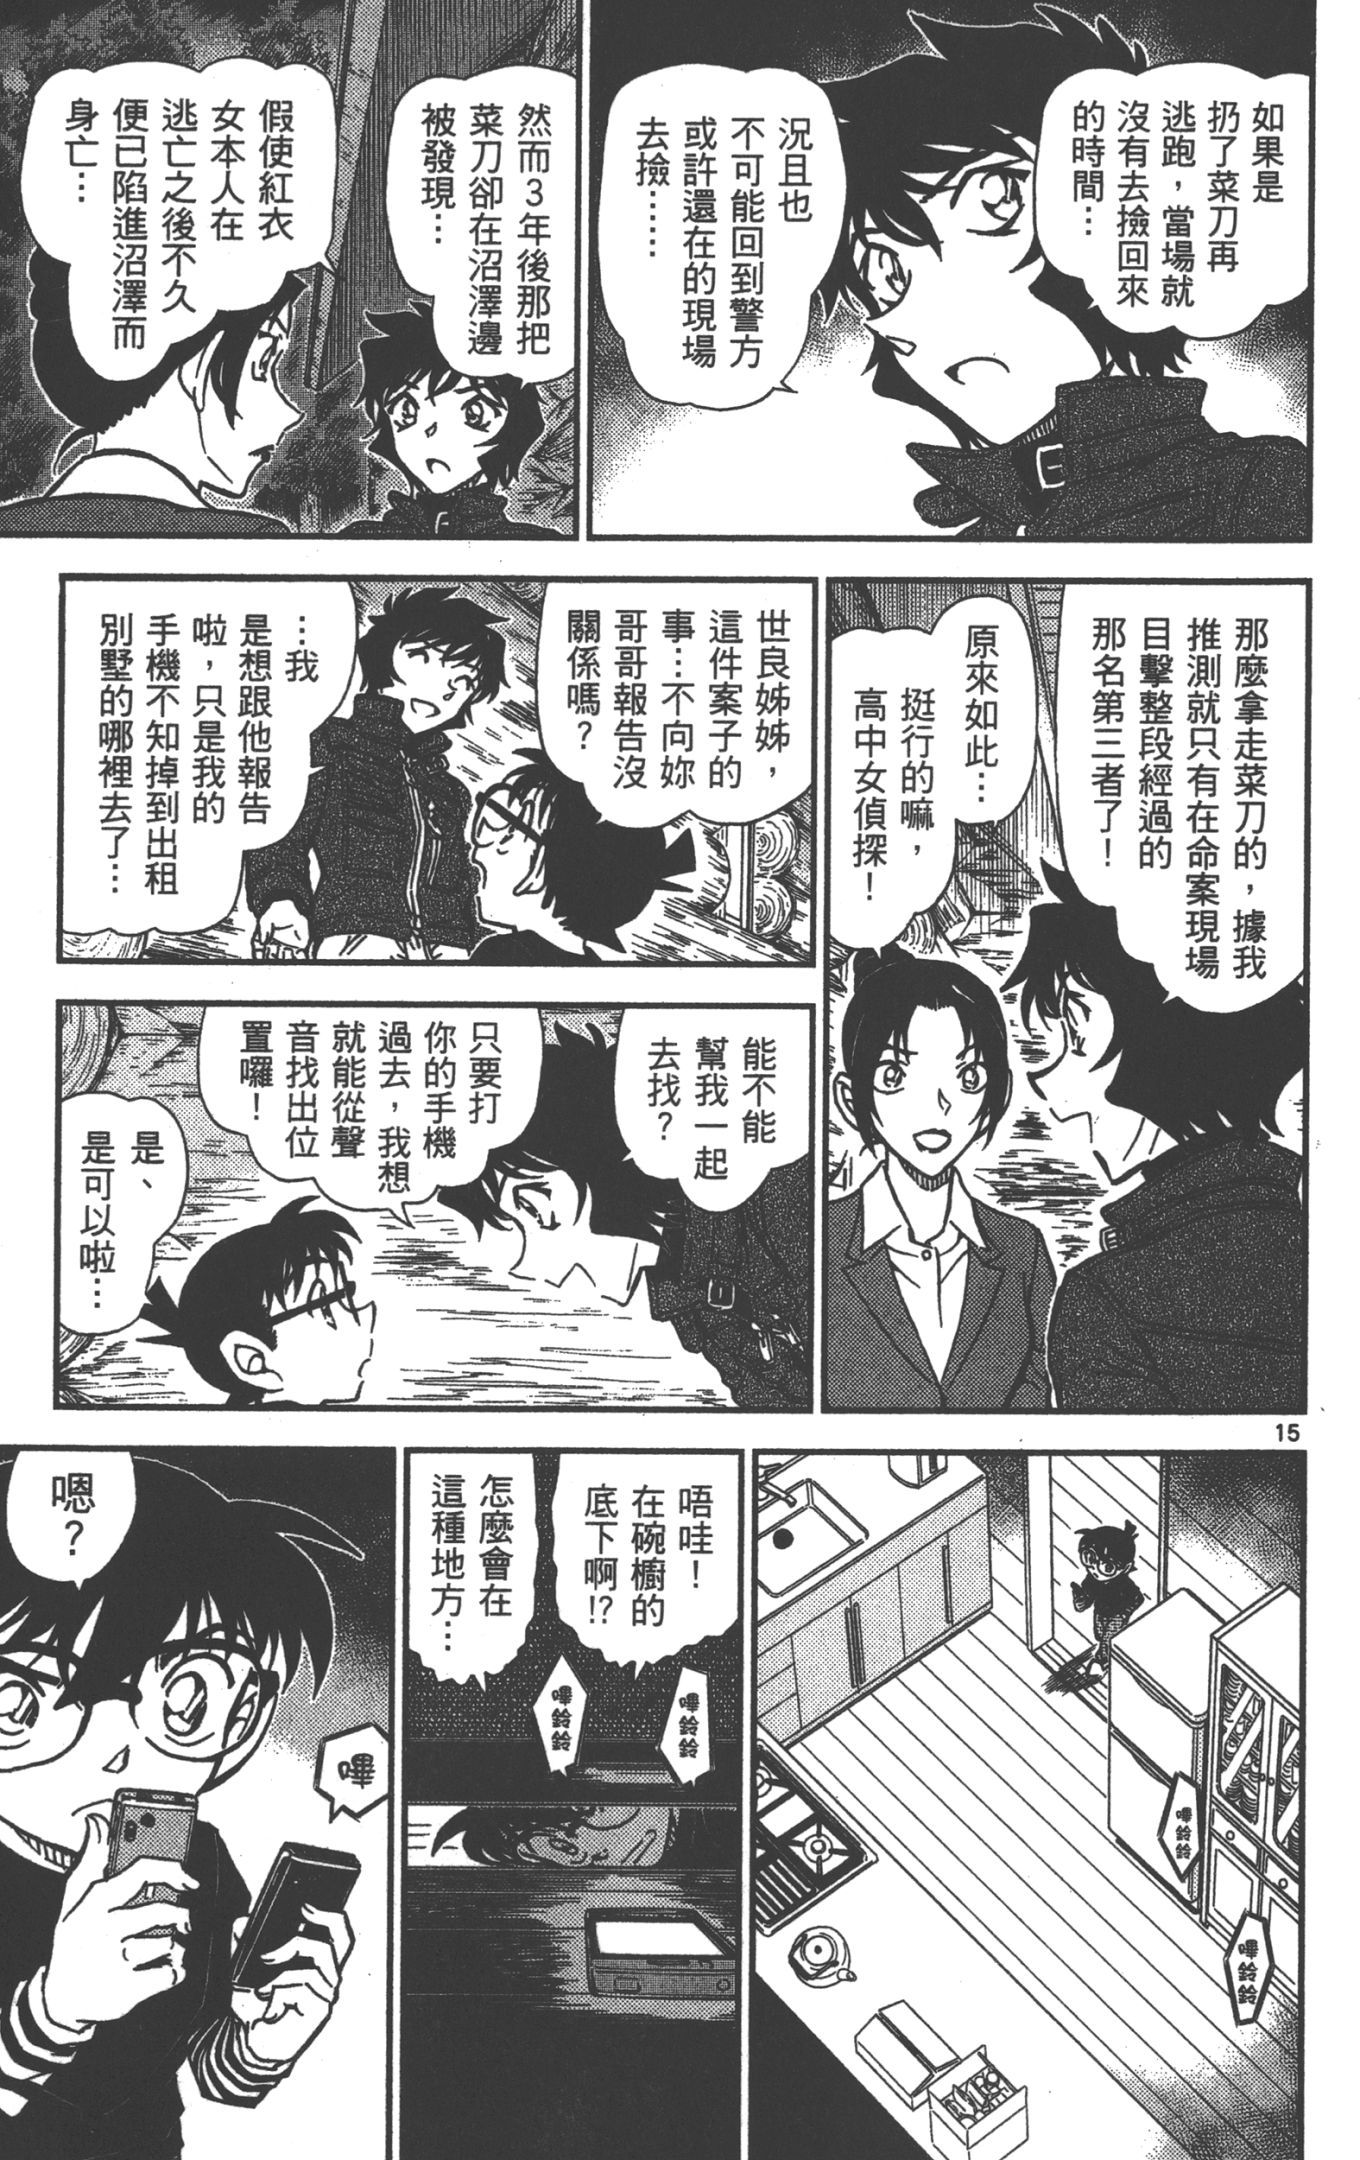 如果是
扔了菜刀再
逃跑，當場就
沒有去撿回來
的時間…
況且也
不可能回到警方
或許還在的現場
去撿……
然而3年後那把
菜刀卻在沼澤邊
被發現…
假使紅衣
女本人在
逃亡之後不久
便已陷進沼澤而
身亡…
那麼拿走菜刀的，據我
推測就只有在命案現場
目擊整段經過的
那名第三者了！
原來如此…
挺行的嘛，
高中女偵探！
世良姊姊，
這件案子的
事…不向妳
哥哥報告沒
關係嗎？
…我
是想跟他報告
啦，只是我的
手機不知掉到出租
別墅的哪裡去了…
能不能
幫我一起
去找？
只要打
你的手機
過去，我想
就能從聲
音找出位
置囉！
是、
是可以啦…
15
嗶鈴鈴
嗶鈴鈴
唔哇！
在碗櫥的
底下啊!?
怎麼會在
這種地方…
嗶鈴鈴
嗶鈴鈴
嗶
嗯？